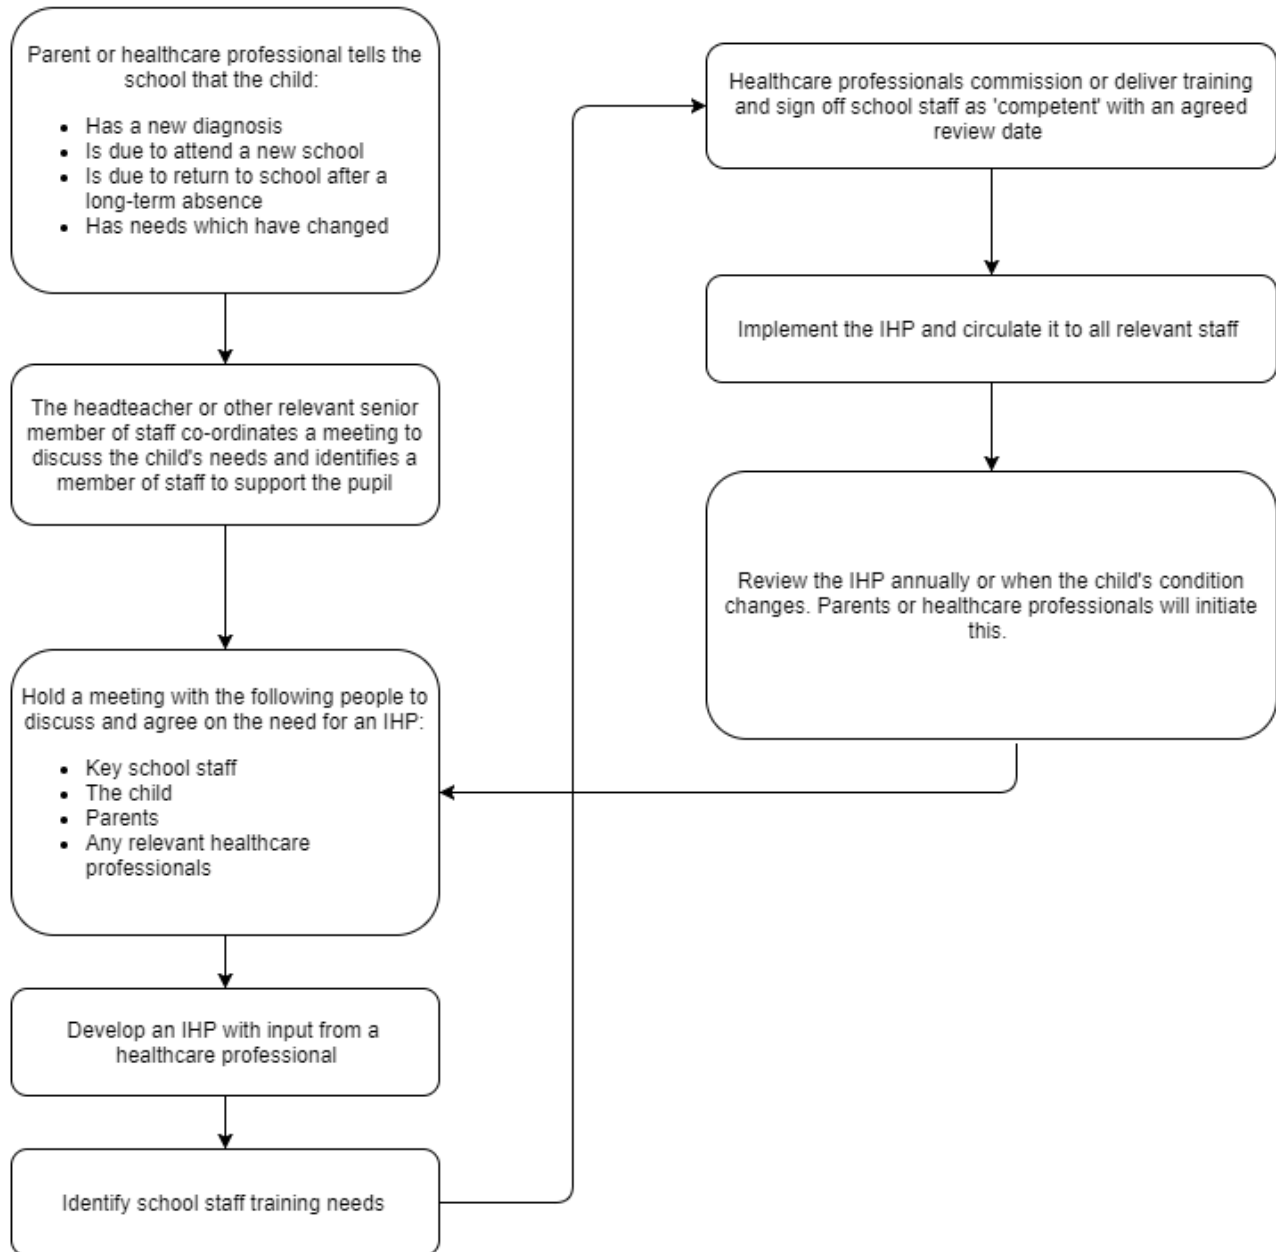 Parent or healthcare professional tells the
school that the child:
• Has a new diagnosis
• Is due to attend a new school
• Is due to return to school after a
long-term absence
• Has needs which have changed
The headteacher or other relevant senior
member of staff co-ordinates a meeting to
discuss the child's needs and identifies a
member of staff to support the pupil
Hold a meeting with the following people to
discuss and agree on the need for an IHP:
• Key school staff
• The child
• Parents
• Any relevant healthcare
professionals
Develop an IHP with input from a
healthcare professional
Identify school staff training needs
Healthcare professionals commission or deliver training
and sign off school staff as 'competent' with an agreed
review date
Implement the IHP and circulate it to all relevant staff
Review the IHP annually or when the child's condition
changes. Parents or healthcare professionals will initiate
this.